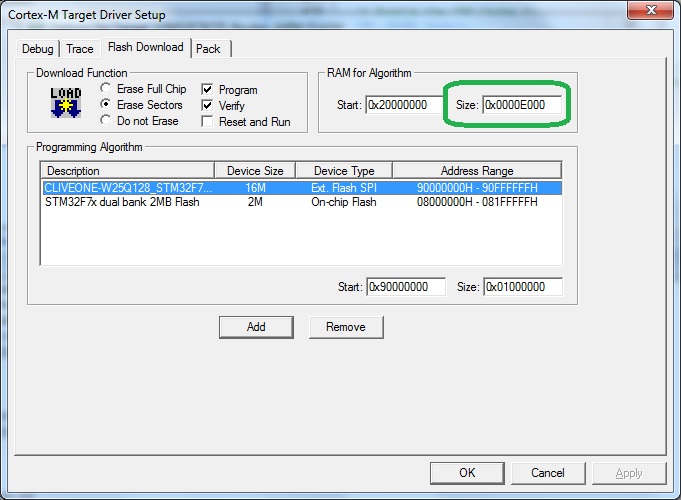 Cortex-M Target Driver Setup
Debug Trace Flash Download Pack
Download Function
LOAD
Erase Full Chip
Erase Sectors
Do not Erase
Program
Verify
Reset and Run
RAM for Algorithm
Start: 0x20000000 Size: 0x0000E000
Programming Algorithm
Description Device Size Device Type Address Range
CLIVEONE-W25Q128_STM32F7... 16M Ext. Flash SPI 90000000H - 90FFFFFFH
STM32F7x dual bank 2MB Flash 2M On-chip Flash 08000000H - 081FFFFFH
Start: 0x90000000 Size: 0x01000000
Add Remove
OK Cancel Apply